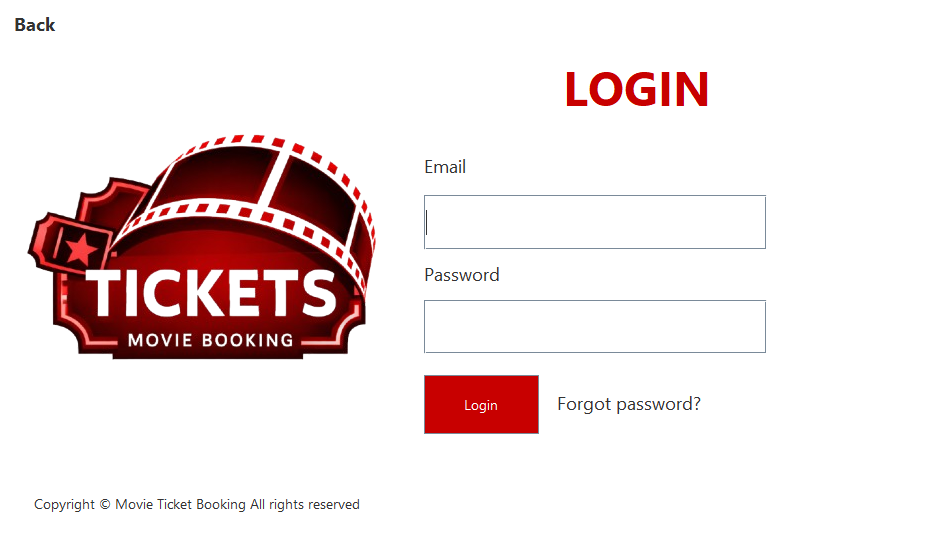 Back
LOGIN
Email
TICKETS
MOVIE BOOKING
Password
Login
Forgot password?
Copyright © Movie Ticket Booking All rights reserved